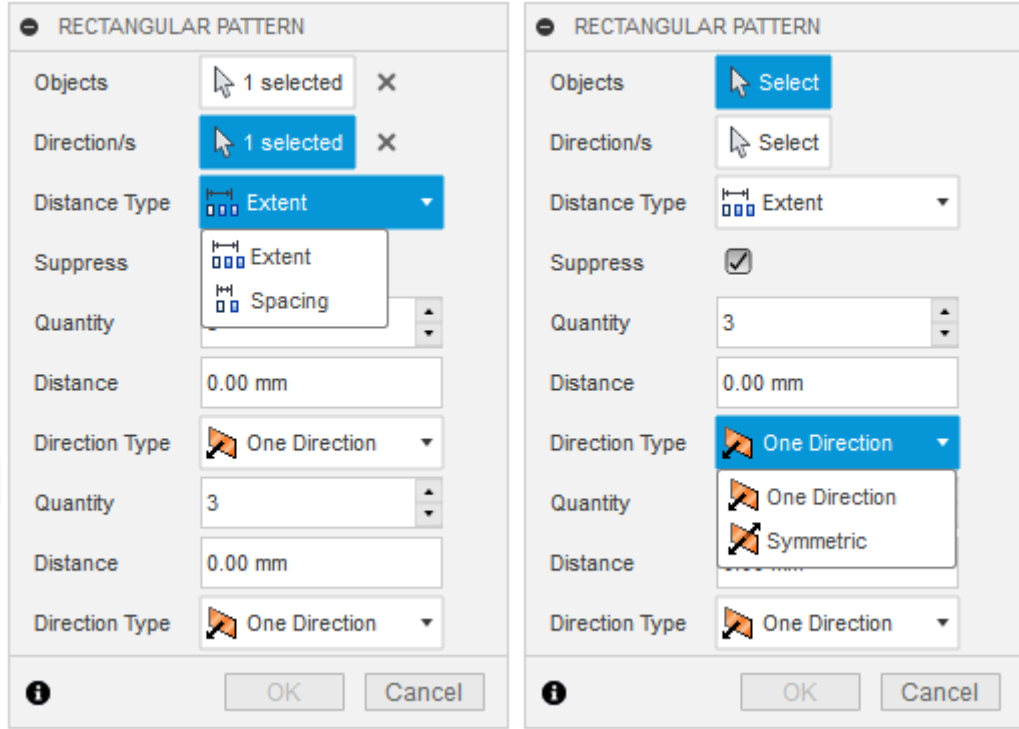 RECTANGULAR PATTERN
Objects 1 selected
Direction/s 1 selected
Distance Type Extent
Extent
Suppress
Spacing
Quantity
Distance 0.00 mm
Direction Type One Direction
Quantity 3
Distance 0.00 mm
Direction Type One Direction
OK Cancel
RECTANGULAR PATTERN
Objects Select
Direction/s Select
Distance Type Extent
Suppress
Quantity 3
Distance 0.00 mm
Direction Type One Direction
One Direction
Quantity
Symmetric
Distance
Direction Type One Direction
OK Cancel